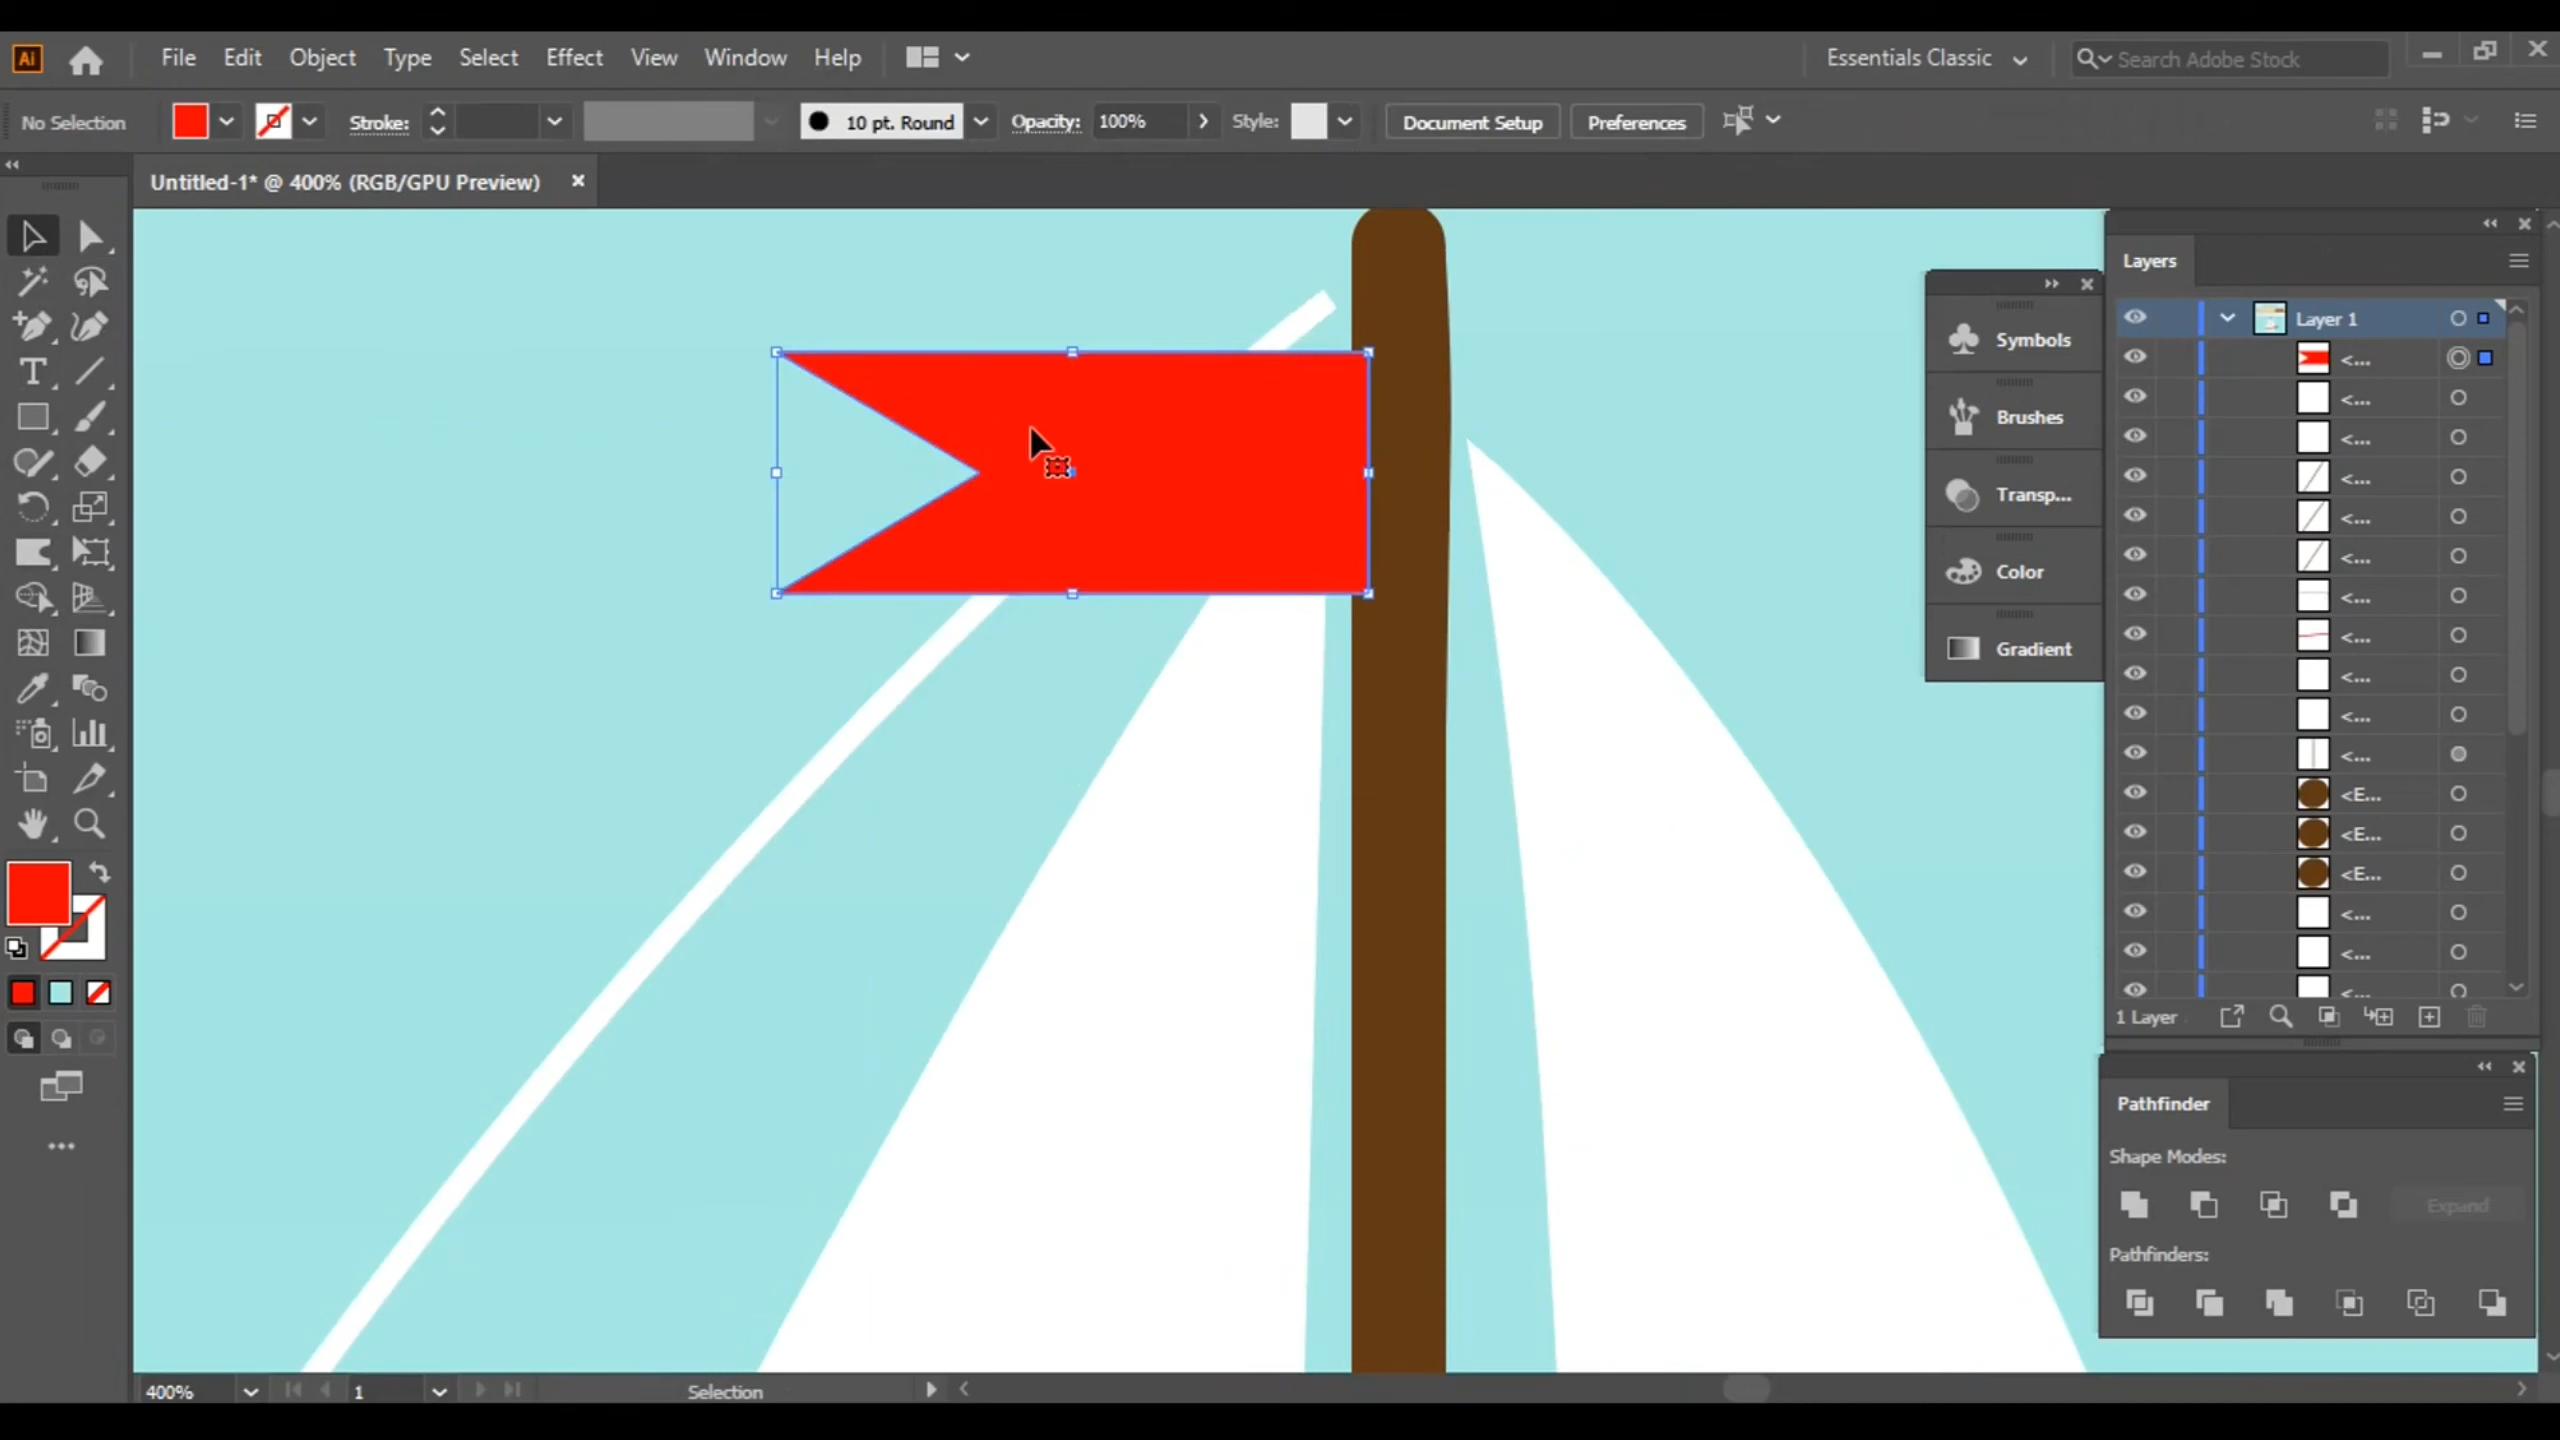 Ai File Edit Object Type Select Effect View Window Help Essentials Classic Search Adobe Stock
No Selection Stroke: 10 pt. Round Opacity: 100% Style: Document Setup Preferences
Untitled-1* @ 400% (RGB/GPU Preview)
Layers
Layer 1
<...
<...
<...
<...
<...
<...
<...
<...
<...
<...
<...
<E...
<E...
<E...
<...
<...
<...
1 Layer
Symbols
Brushes
Transp...
Color
Gradient
Pathfinder
Shape Modes:
Expand
Pathfinders:
400% 1 Selection